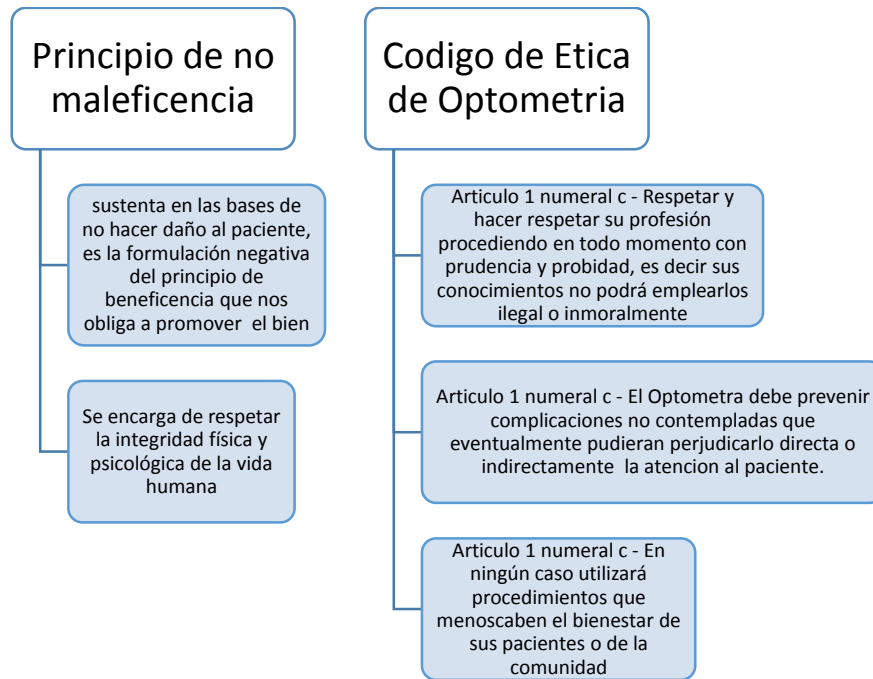 Principio de no
maleficencia
sustenta en las bases de
no hacer daño al paciente,
es la formulación negativa
del principio de
beneficencia que nos
obliga a promover el bien
Se encarga de respetar
la integridad física y
psicológica de la vida
humana
Codigo de Etica
de Optometria
Articulo 1 numeral c - Respetar y
hacer respetar su profesión
procediendo en todo momento con
prudencia y probidad, es decir sus
conocimientos no podrá emplearlos
ilegal o inmoralmente
Articulo 1 numeral c - El Optometra debe prevenir
complicaciones no contempladas que
eventualmente pudieran perjudicarlo directa o
indirectamente la atencion al paciente.
Articulo 1 numeral c - En
ningún caso utilizará
procedimientos que
menoscaben el bienestar de
sus pacientes o de la
comunidad